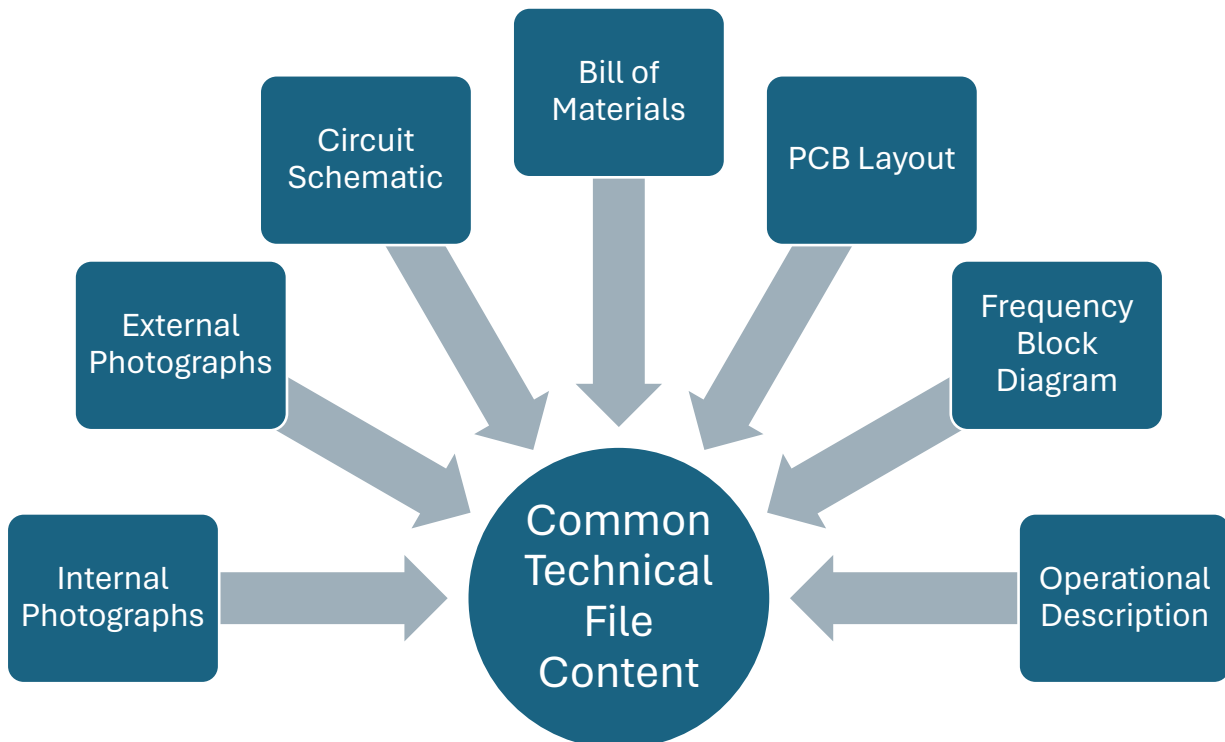 Bill of
Materials
Circuit
Schematic
PCB Layout
External
Photographs
Frequency
Block
Diagram
Internal
Photographs
Common
Technical
File
Content
Operational
Description